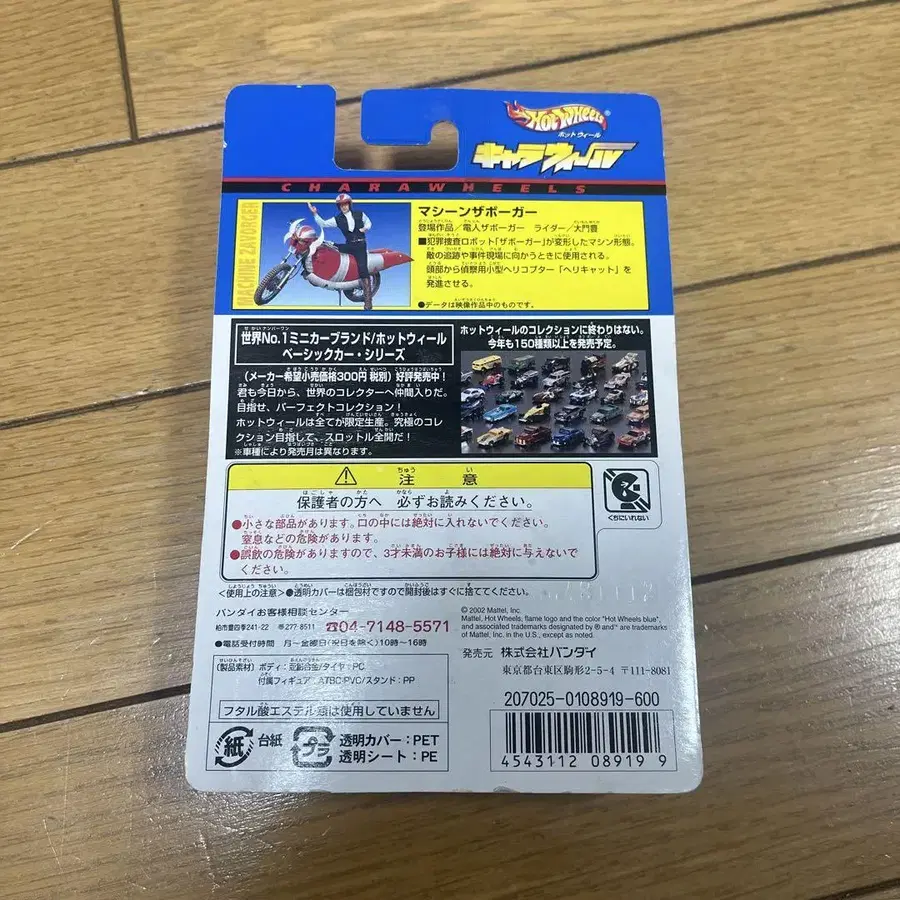 HOT WHEELS
ホットウィール
キャラウィール
CHARAWHEELS
MACHINE ZAVORGER
マシーンザボーガー
登場作品/電人ザボーガー ライダー/大門豊
■犯罪捜査ロボット「ザボーガー」が変形したマシン形態。
敵の追跡や事件現場に向かうときに使用される。
頭部から偵察用小型ヘリコプター「ヘリキャット」を
発進させる。
●データは映像作品中のものです。
世界No.1ミニカーブランド/ホットウィール
ベーシックカー・シリーズ
(メーカー希望小売価格300円 税別) 好評発売中!
君も今日から、世界のコレクターへ仲間入りだ。
目指せ、パーフェクトコレクション!
ホットウィールは全てが限定生産。究極のコレ
クション目指して、スロットル全開だ!
※車種により発売月は異なります。
ホットウィールのコレクションに終わりはない。
今年も150種類以上を発売予定。
注意
保護者の方へ 必ずお読みください。
●小さな部品があります。口の中には絶対に入れないでください。
窒息などの危険があります。
●誤飲の危険がありますので、3才未満のお子様には絶対に与えないで
ください。
くちにいれない
<使用上の注意>●透明カバーは梱包材ですので開封後はすぐに捨ててください。
バンダイお客様相談センター
柏市豊四季241-22 〒277-8511 ☎04-7148-5571
●電話受付時間 月~金曜日(祝日を除く)10時~16時
© 2002 Mattel, Inc.
Mattel, Hot Wheels, flame logo and the color "Hot Wheels blue",
and associated trademarks designated by ® and™ are trademarks
of Mattel, Inc. in the U.S., except as noted.
発売元 株式会社バンダイ
東京都台東区駒形2-5-4 〒111-8081
(製品素材) ボディ:亜鉛合金/タイヤ:PC
付属フィギュア:ATBC-PVC/スタンド:PP
フタル酸エステル類は使用していません
207025-0108919-600
紙 台紙
プラ 透明カバー:PET
透明シート:PE
4543112 08919 9